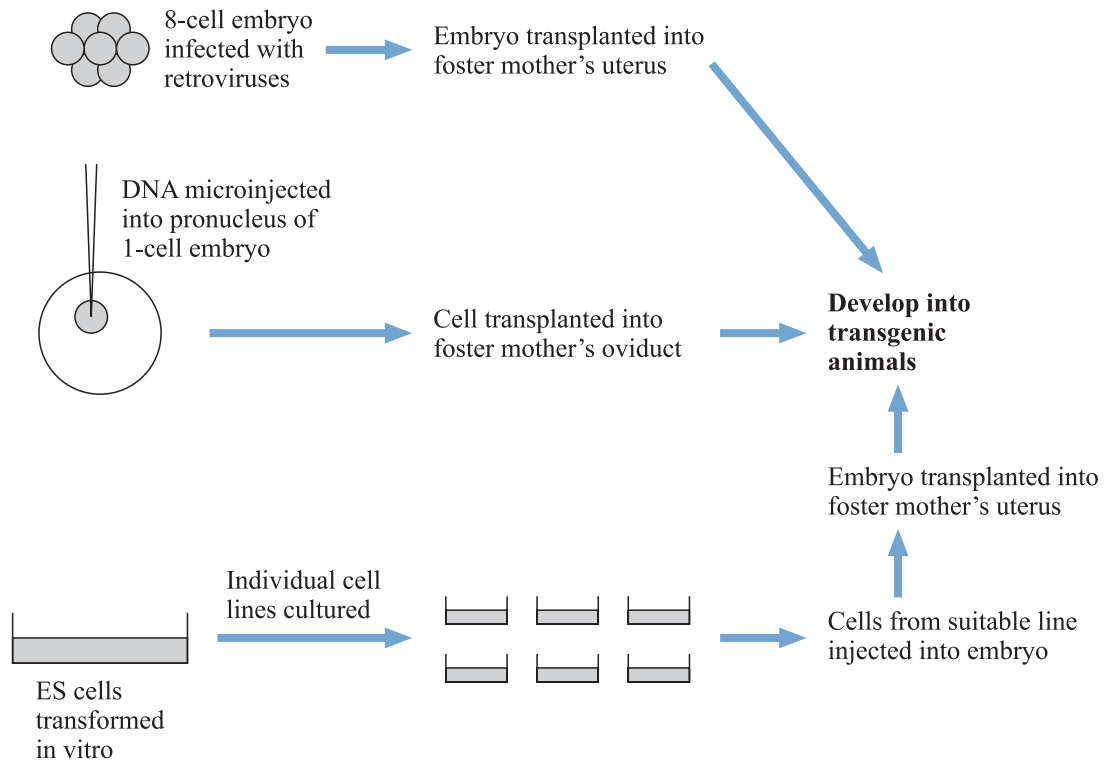 8-cell embryo
infected with
retroviruses
Embryo transplanted into
foster mother’s uterus
DNA microinjected
into pronucleus of
1-cell embryo
Cell transplanted into
foster mother’s oviduct
Develop into
transgenic
animals
Embryo transplanted into
foster mother’s uterus
Individual cell
lines cultured
Cells from suitable line
injected into embryo
ES cells
transformed
in vitro